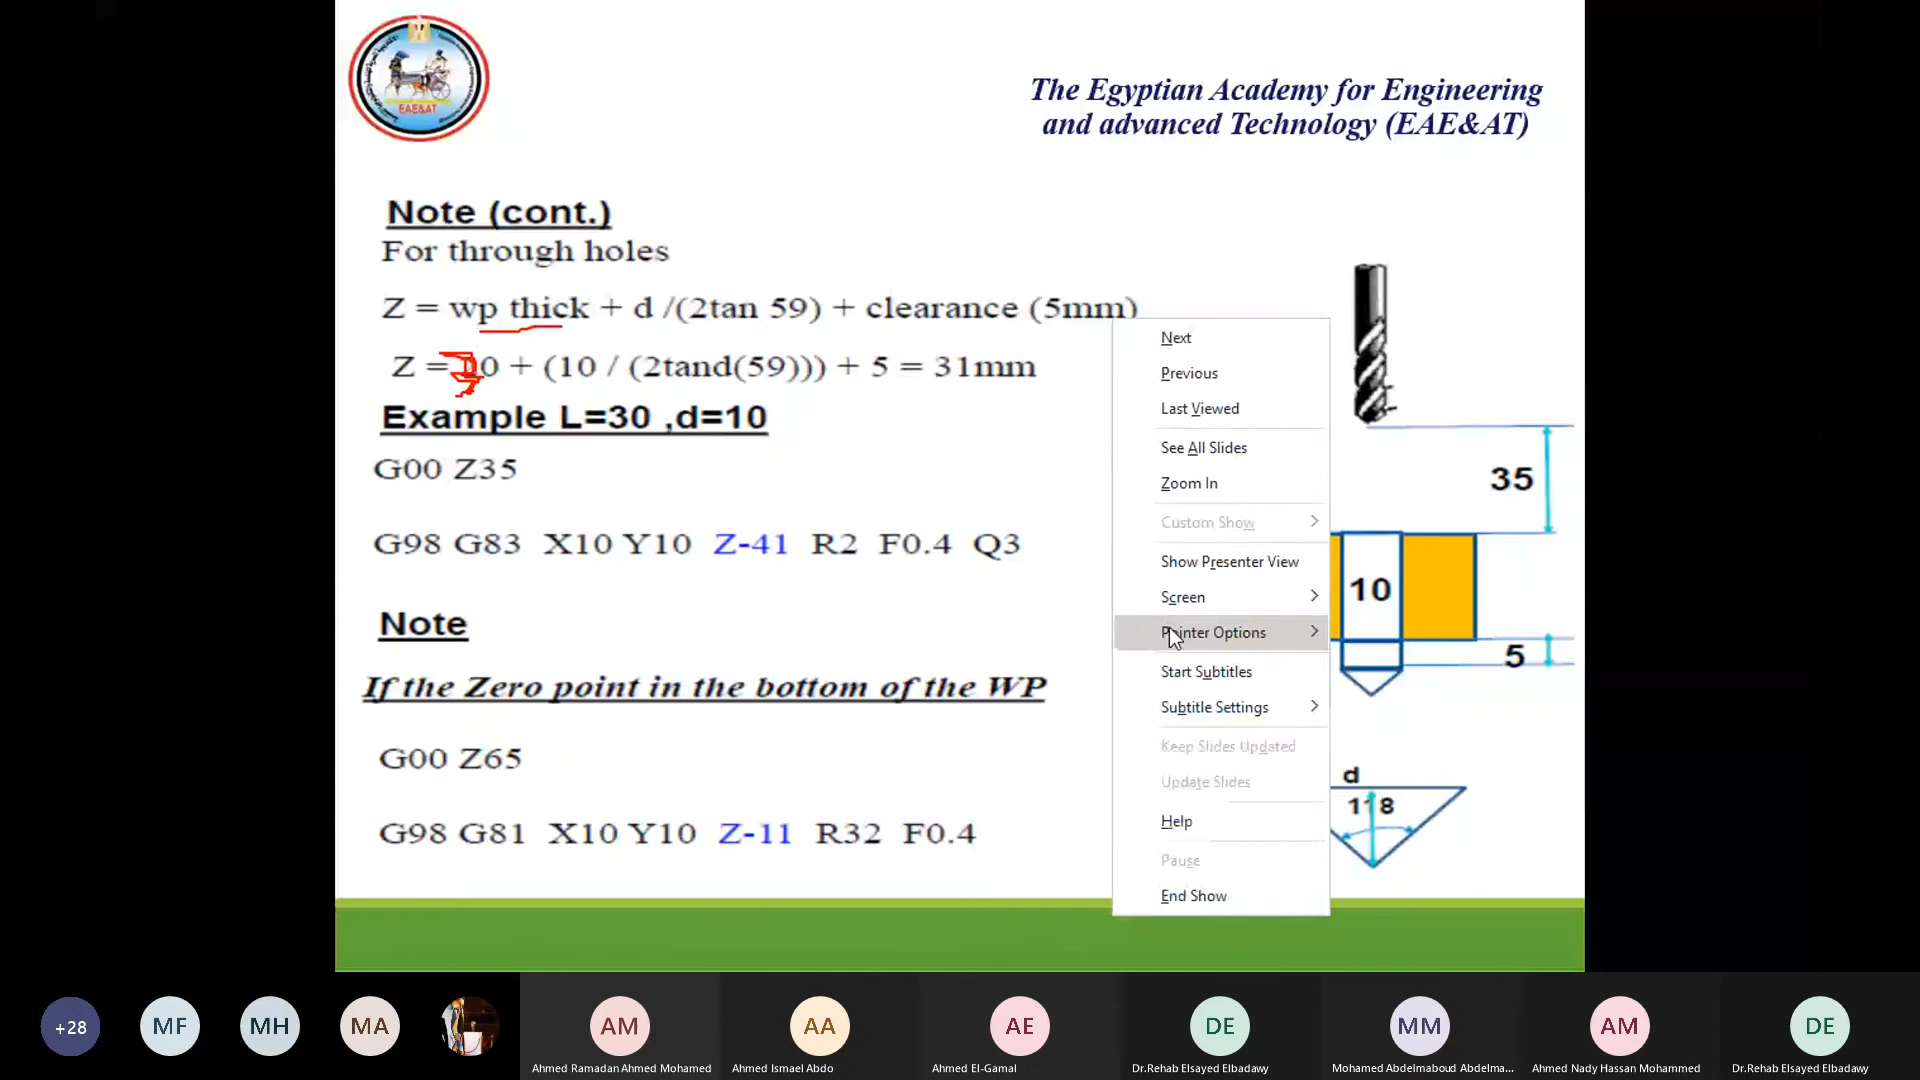 The Egyptian Academy for Engineering
and advanced Technology (EAE&AT)
EAE&AT
Note (cont.)
For through holes
Z = wp thick + d /(2tan 59) + clearance (5mm)
Z = 0 + (10 / (2tand(59))) + 5 = 31mm
Example L=30 ,d=10
G00 Z35
G98 G83 X10 Y10 Z-41 R2 F0.4 Q3
Note
If the Zero point in the bottom of the WP
G00 Z65
G98 G81 X10 Y10 Z-11 R32 F0.4
Next
Previous
Last Viewed
See All Slides
Zoom In
Custom Show
Show Presenter View
Screen
Pointer Options
Start Subtitles
Subtitle Settings
Keep Slides Updated
Update Slides
Help
Pause
End Show
35
10
5
d
118
+28
MF
MH
MA
AM
AA
AE
DE
MM
AM
DE
Ahmed Ramadan Ahmed Mohamed
Ahmed Ismael Abdo
Ahmed El-Gamal
Dr.Rehab Elsayed Elbadawy
Mohamed Abdelmaboud Abdelma...
Ahmed Nady Hassan Mohammed
Dr.Rehab Elsayed Elbadawy